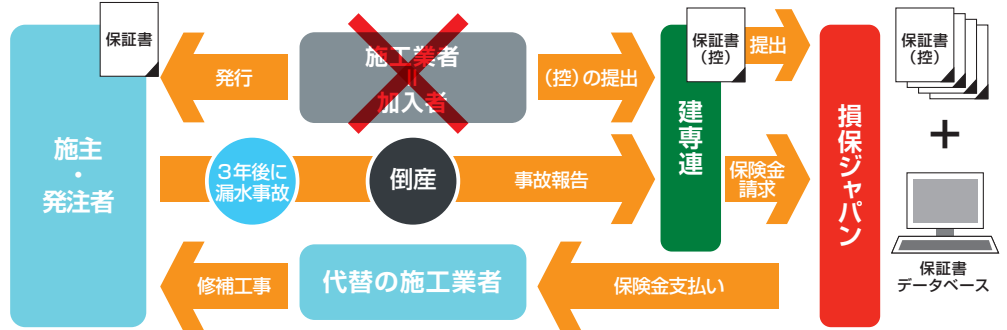 保証書
施主
・
発注者
発行
施工業者
=
加入者
(控)の提出
保証書
(控)
提出
建専連
損保ジャパン
保証書
(控)
+
3年後に
漏水事故
倒産
事故報告
保険金
請求
修補工事
代替の施工業者
保険金支払い
保証書
データベース